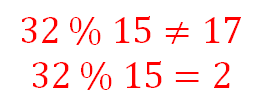 32 % 15 ≠ 17
32 % 15 = 2